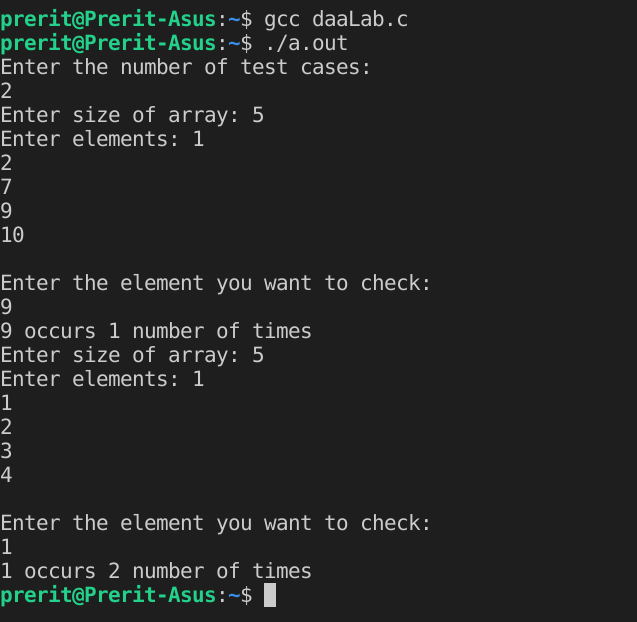 prerit@Prerit-Asus:~$ gcc daaLab.c
prerit@Prerit-Asus:~$ ./a.out
Enter the number of test cases:
2
Enter size of array: 5
Enter elements: 1
2
7
9
10
Enter the element you want to check:
9
9 occurs 1 number of times
Enter size of array: 5
Enter elements: 1
1
2
3
4
Enter the element you want to check:
1
1 occurs 2 number of times
prerit@Prerit-Asus:~$